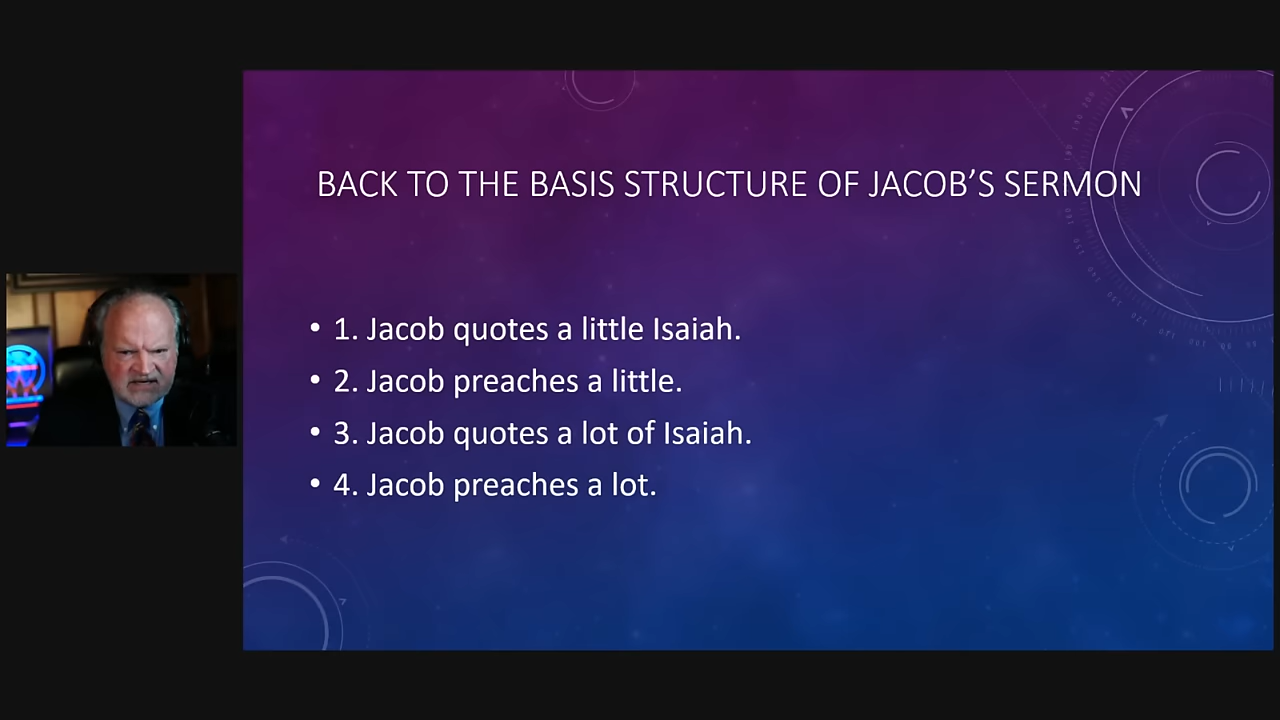 BACK TO THE BASIS STRUCTURE OF JACOB’S SERMON
• 1. Jacob quotes a little Isaiah.
• 2. Jacob preaches a little.
• 3. Jacob quotes a lot of Isaiah.
• 4. Jacob preaches a lot.